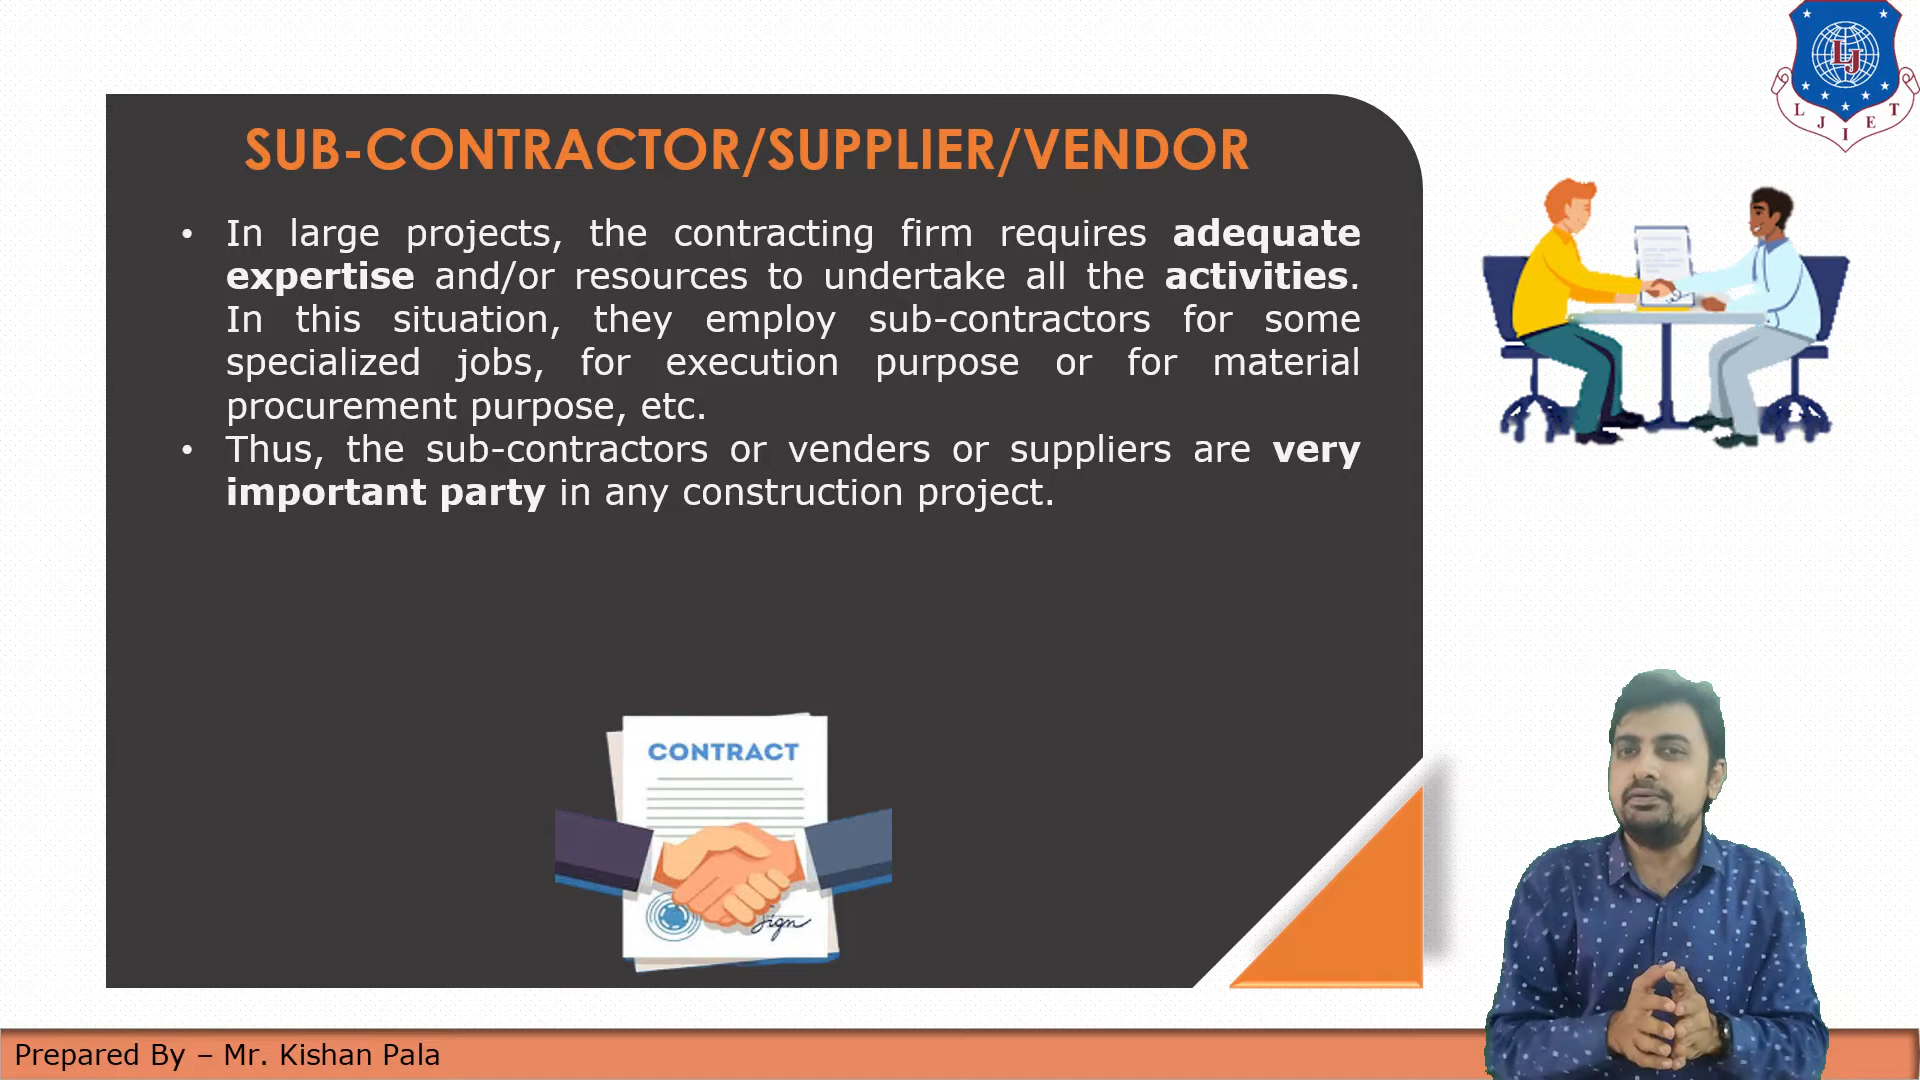 SUB-CONTRACTOR/SUPPLIER/VENDOR
• In large projects, the contracting firm requires adequate
expertise and/or resources to undertake all the activities.
In this situation, they employ sub-contractors for some
specialized jobs, for execution purpose or for material
procurement purpose, etc.
• Thus, the sub-contractors or venders or suppliers are very
important party in any construction project.
CONTRACT
Sign
LJ
L J I E T
Prepared By – Mr. Kishan Pala